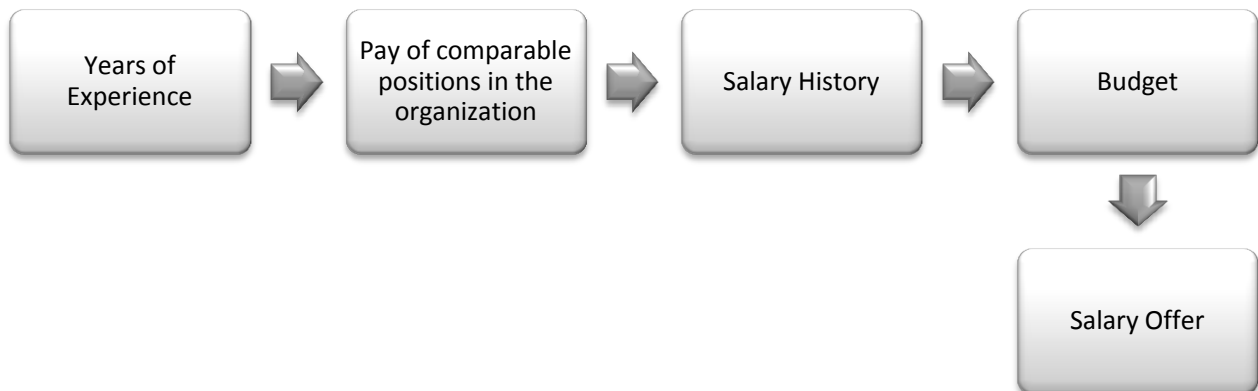 Years of
Experience
Pay of comparable
positions in the
organization
Salary History
Budget
Salary Offer